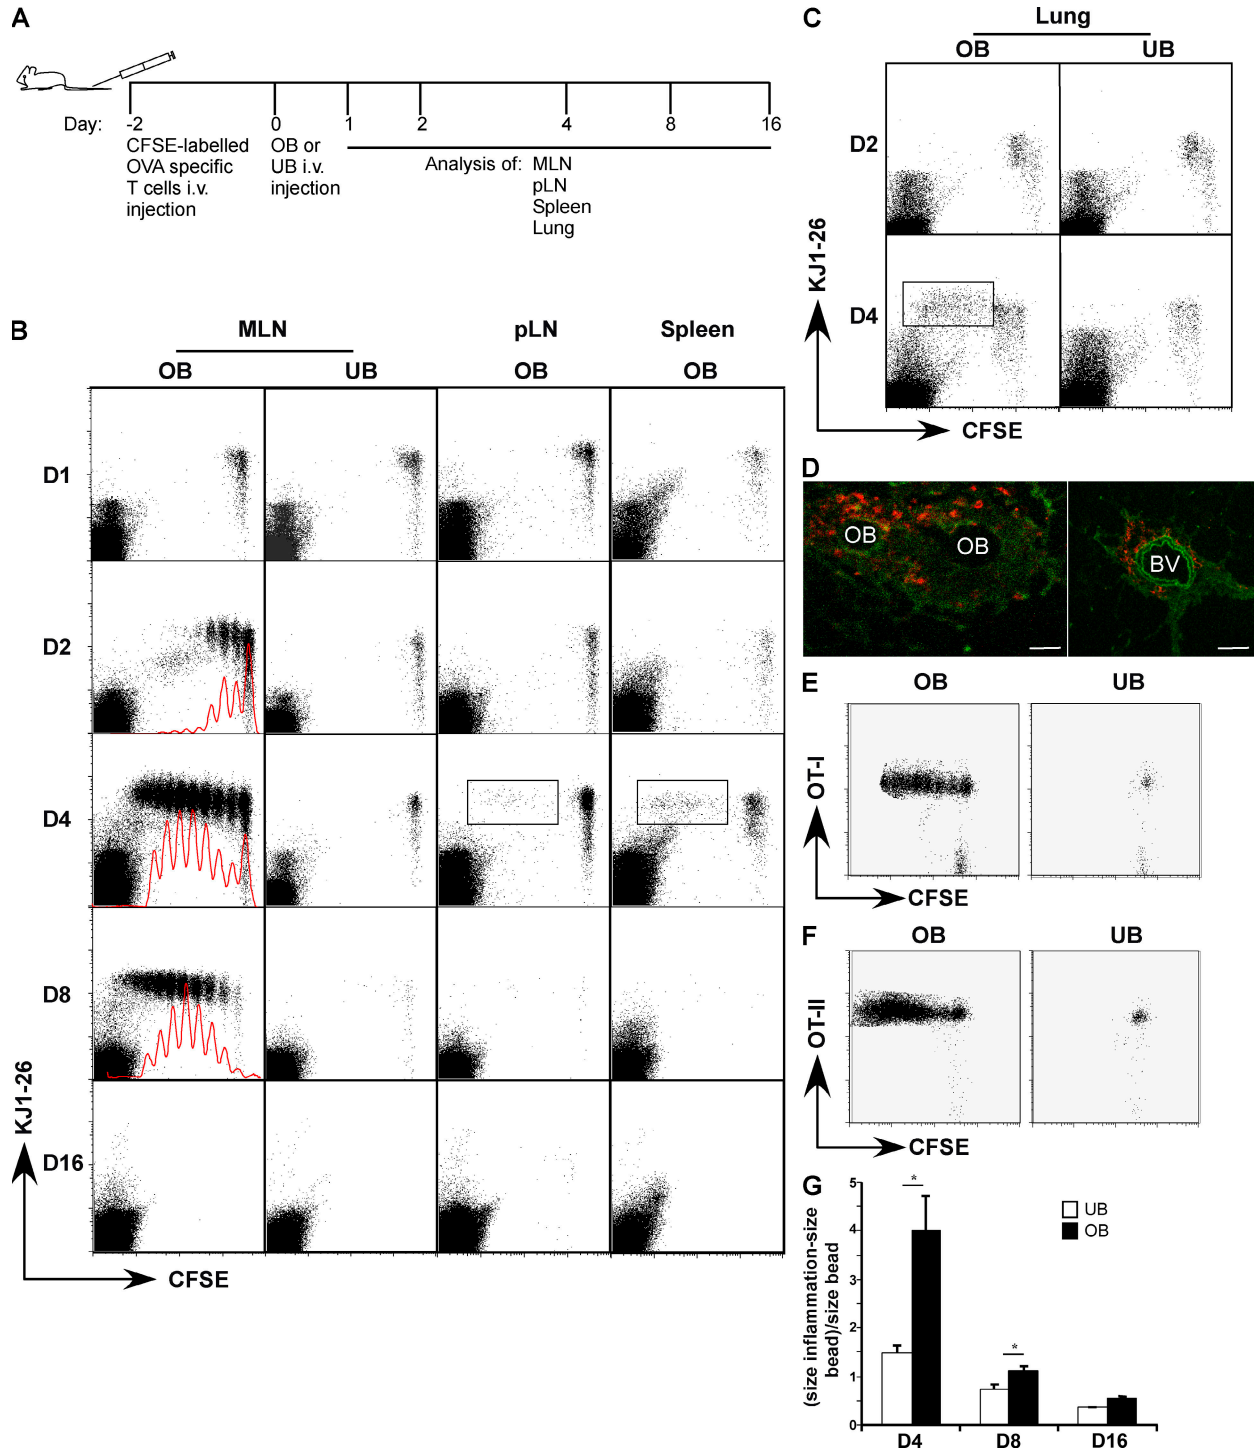 A
Day: -2 0 1 2 4 8 16
CFSE-labelled
OVA specific
T cells i.v.
injection
OB or
UB i.v.
injection
Analysis of: MLN
pLN
Spleen
Lung
B
MLN pLN Spleen
OB UB OB OB
D1
D2
D4
D8
D16
KJ1-26
CFSE
C
Lung
OB UB
D2
D4
KJ1-26
CFSE
D
OB OB BV
E
OB UB
OT-I
CFSE
F
OB UB
OT-II
CFSE
G
(size inflammation-size
bead)/size bead)
5
4
3
2
1
0
* *
UB
OB
D4 D8 D16